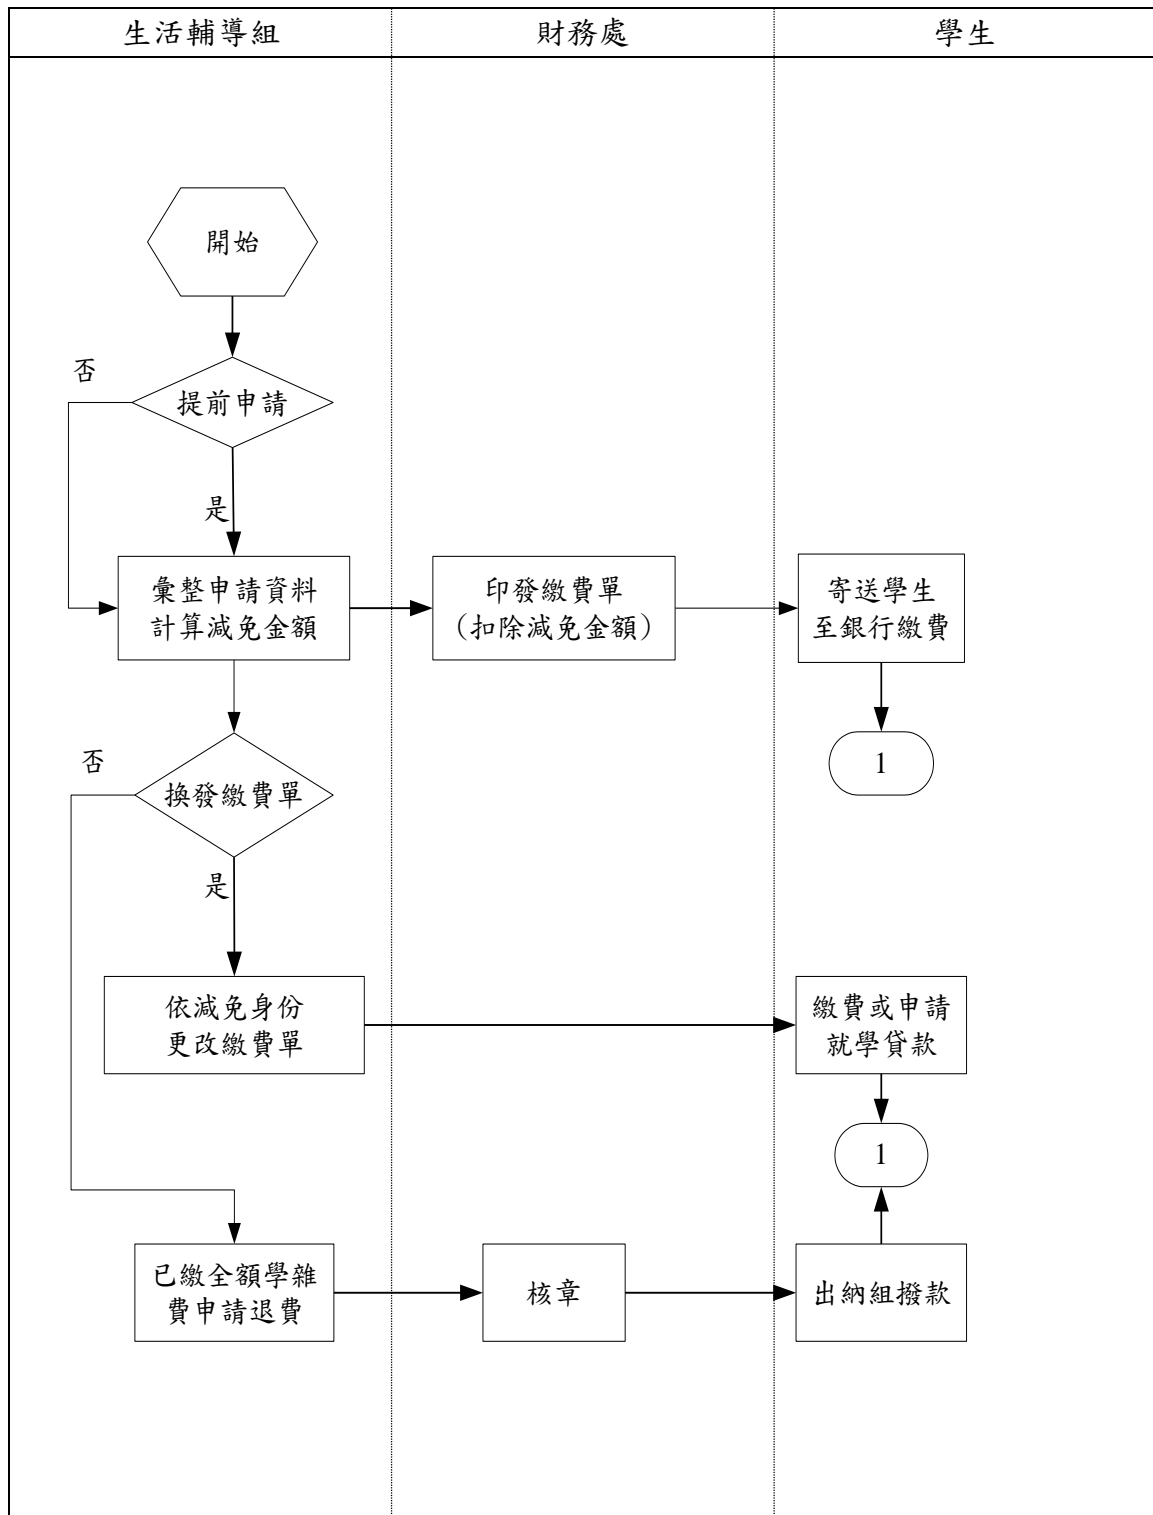 生活輔導組
財務處
學生
開始
否
提前申請
是
彙整申請資料
計算減免金額
印發繳費單
（扣除減免金額）
寄送學生
至銀行繳費
1
否
換發繳費單
是
依減免身份
更改繳費單
繳費或申請
就學貸款
1
已繳全額學雜
費申請退費
核章
出納組撥款